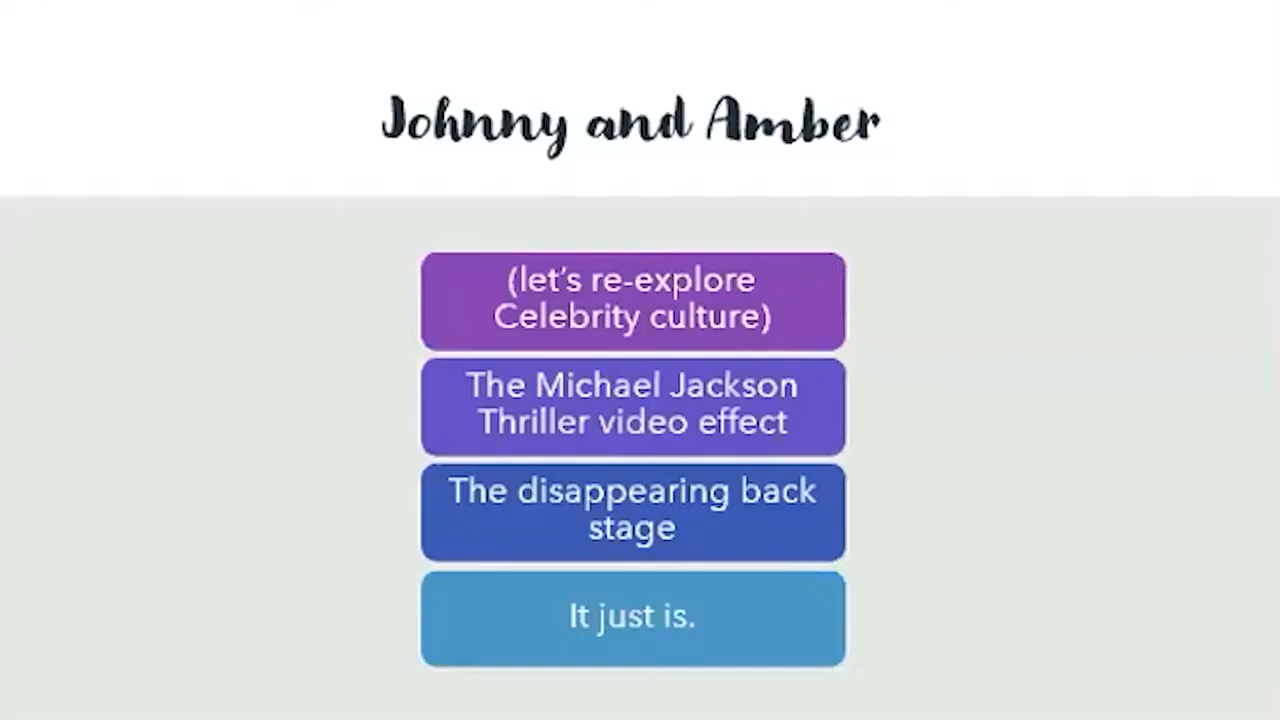 Johnny and Amber
(let's re-explore
Celebrity culture)
The Michael Jackson
Thriller video effect
The disappearing back
stage
It just is.